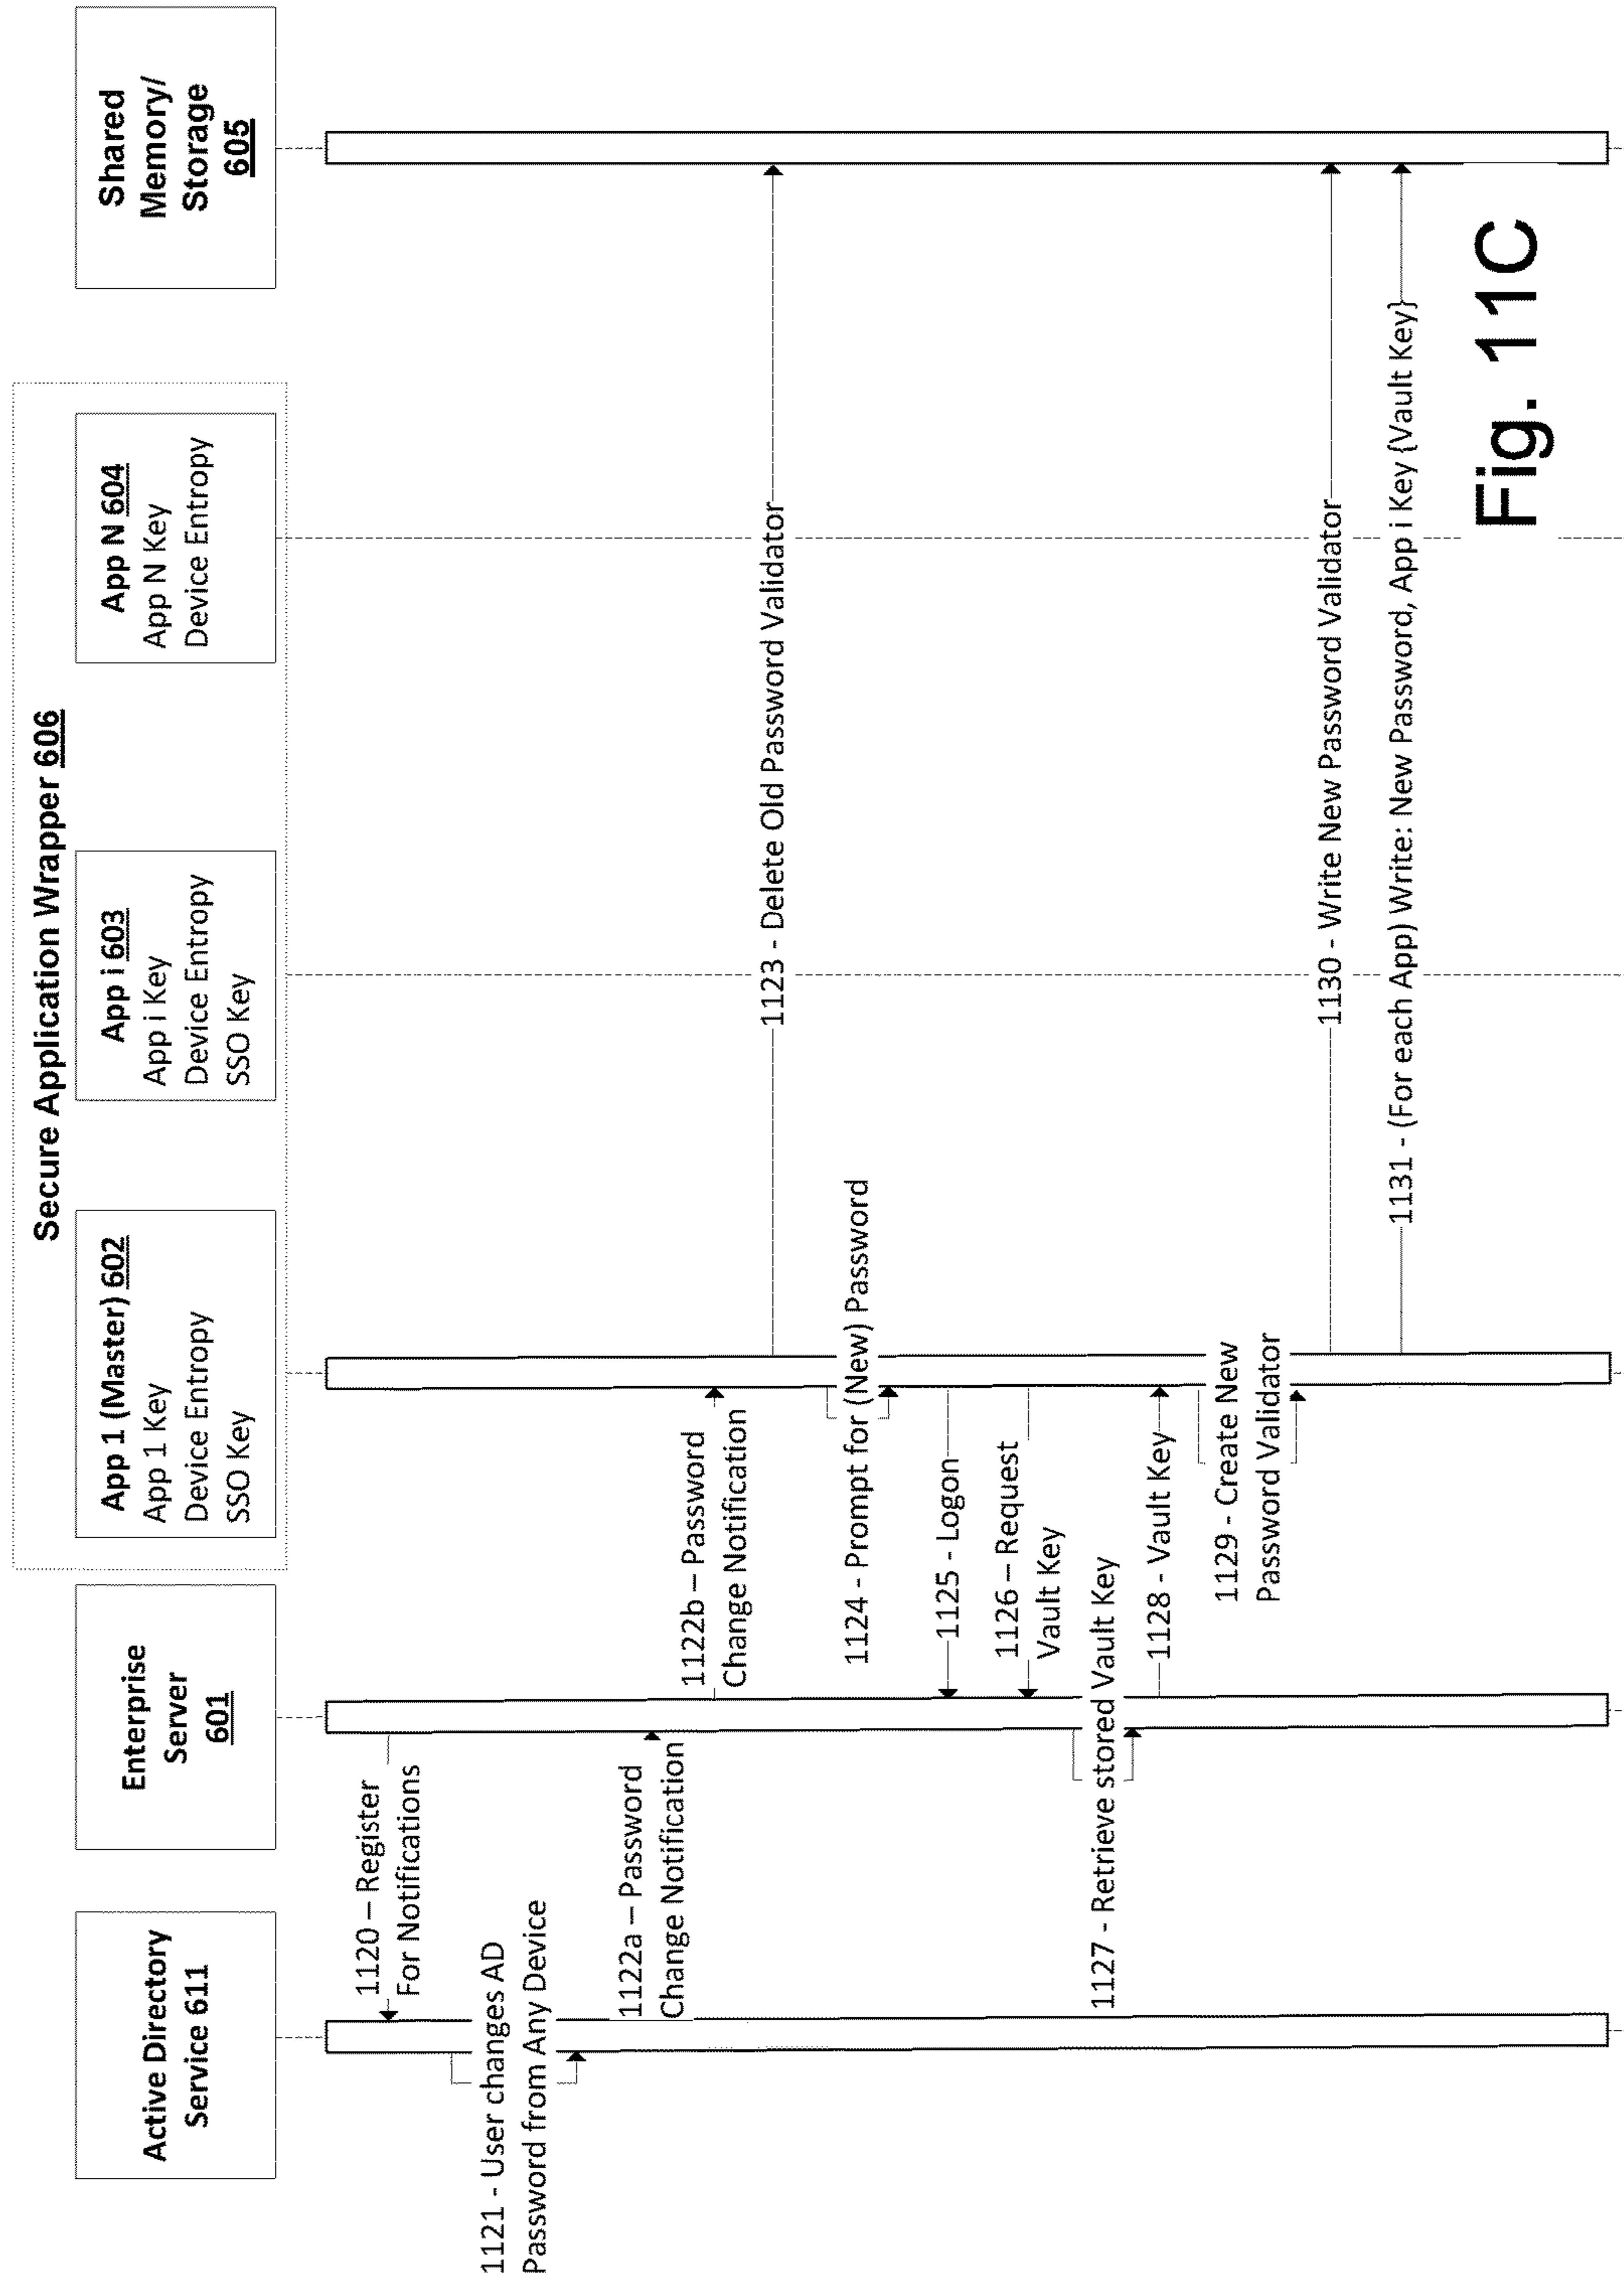 Secure Application Wrapper 606
Active Directory
Service 611
Enterprise
Server
601
App 1 (Master) 602
App 1 Key
Device Entropy
SSO Key
App i 603
App i Key
Device Entropy
SSO Key
App N 604
App N Key
Device Entropy
Shared
Memory/
Storage
605
1120 – Register
For Notifications
1121 - User changes AD
Password from Any Device
1122a – Password
Change Notification
1122b – Password
Change Notification
1123 - Delete Old Password Validator
1124 - Prompt for (New) Password
1125 - Logon
1126 – Request
Vault Key
1127 - Retrieve stored Vault Key
1128 - Vault Key
1129 - Create New
Password Validator
1130 - Write New Password Validator
1131 - (For each App) Write: New Password, App i Key {Vault Key}
Fig. 11C